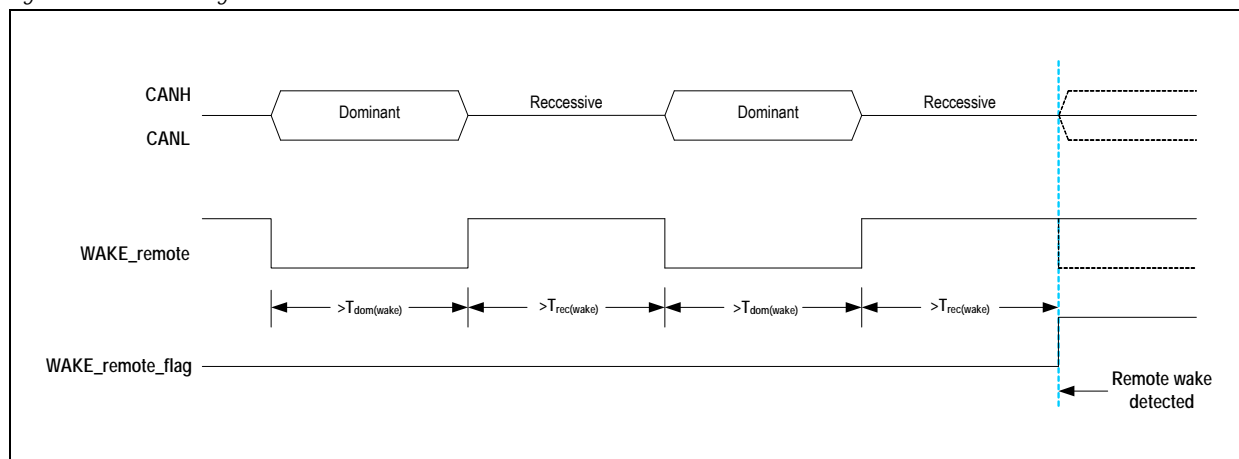 CANH
CANL
Dominant
Reccessive
Dominant
Reccessive
WAKE_remote
>Tdom(wake)
>Trec(wake)
>Tdom(wake)
>Trec(wake)
WAKE_remote_flag
Remote wake
detected